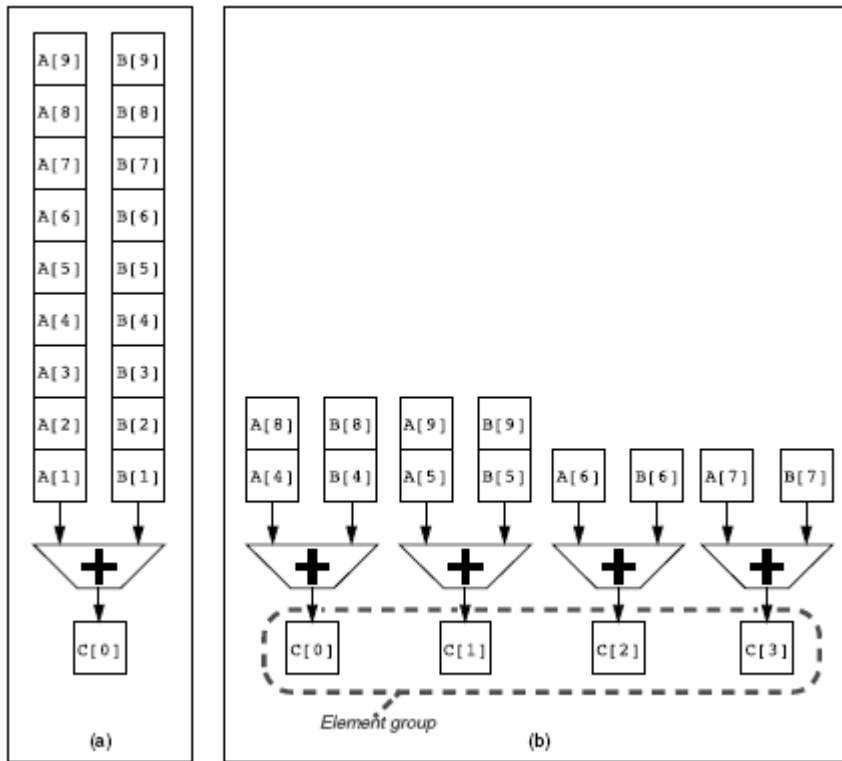 A[9] B[9]
A[8] B[8]
A[7] B[7]
A[6] B[6]
A[5] B[5]
A[4] B[4]
A[3] B[3]
A[2] B[2]
A[1] B[1]
C[0]
(a)
A[8] B[8] A[9] B[9]
A[4] B[4] A[5] B[5] A[6] B[6] A[7] B[7]
C[0] C[1] C[2] C[3]
Element group
(b)